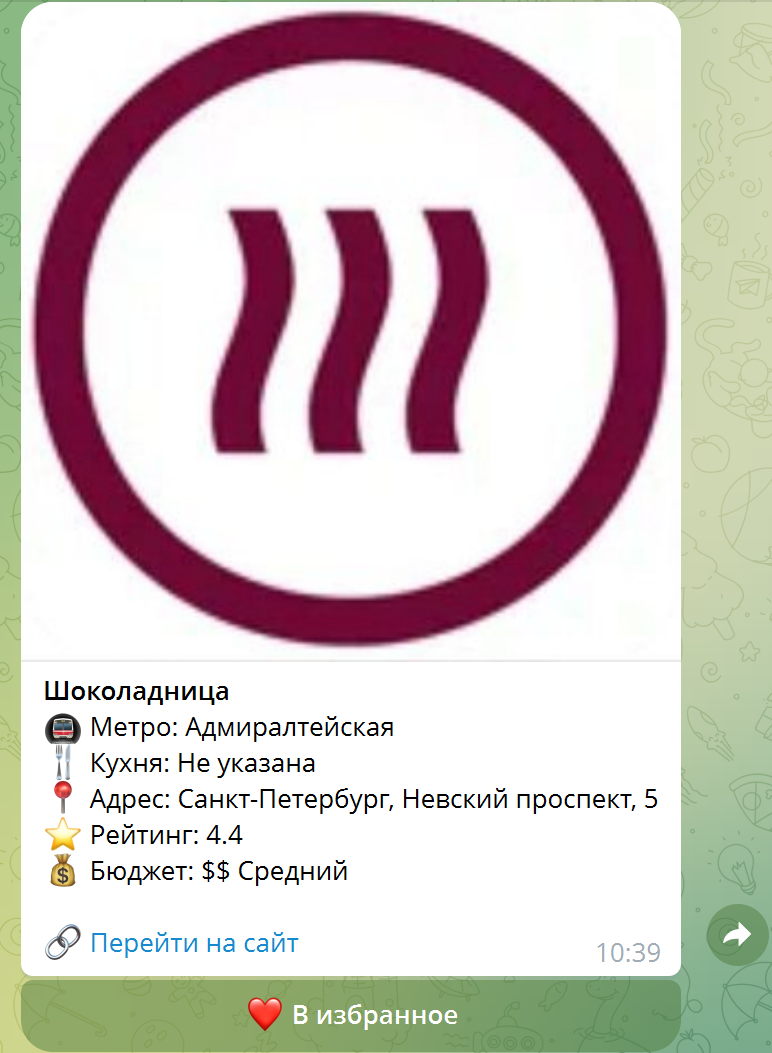 Шоколадница
Метро: Адмиралтейская
Кухня: Не указана
Адрес: Санкт-Петербург, Невский проспект, 5
Рейтинг: 4.4
Бюджет: $$ Средний
Перейти на сайт
10:39
В избранное